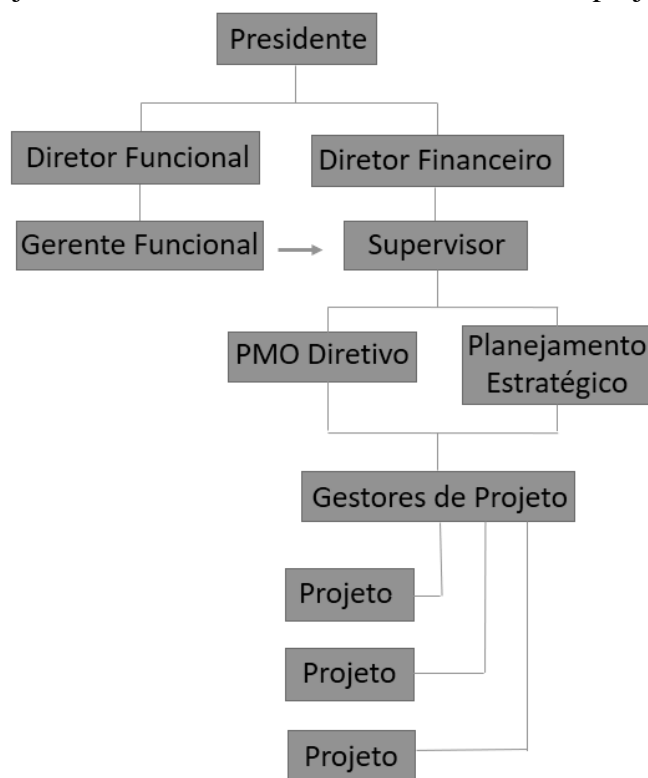 Presidente
Diretor Funcional
Diretor Financeiro
Gerente Funcional
Supervisor
PMO Diretivo
Planejamento
Estratégico
Gestores de Projeto
Projeto
Projeto
Projeto